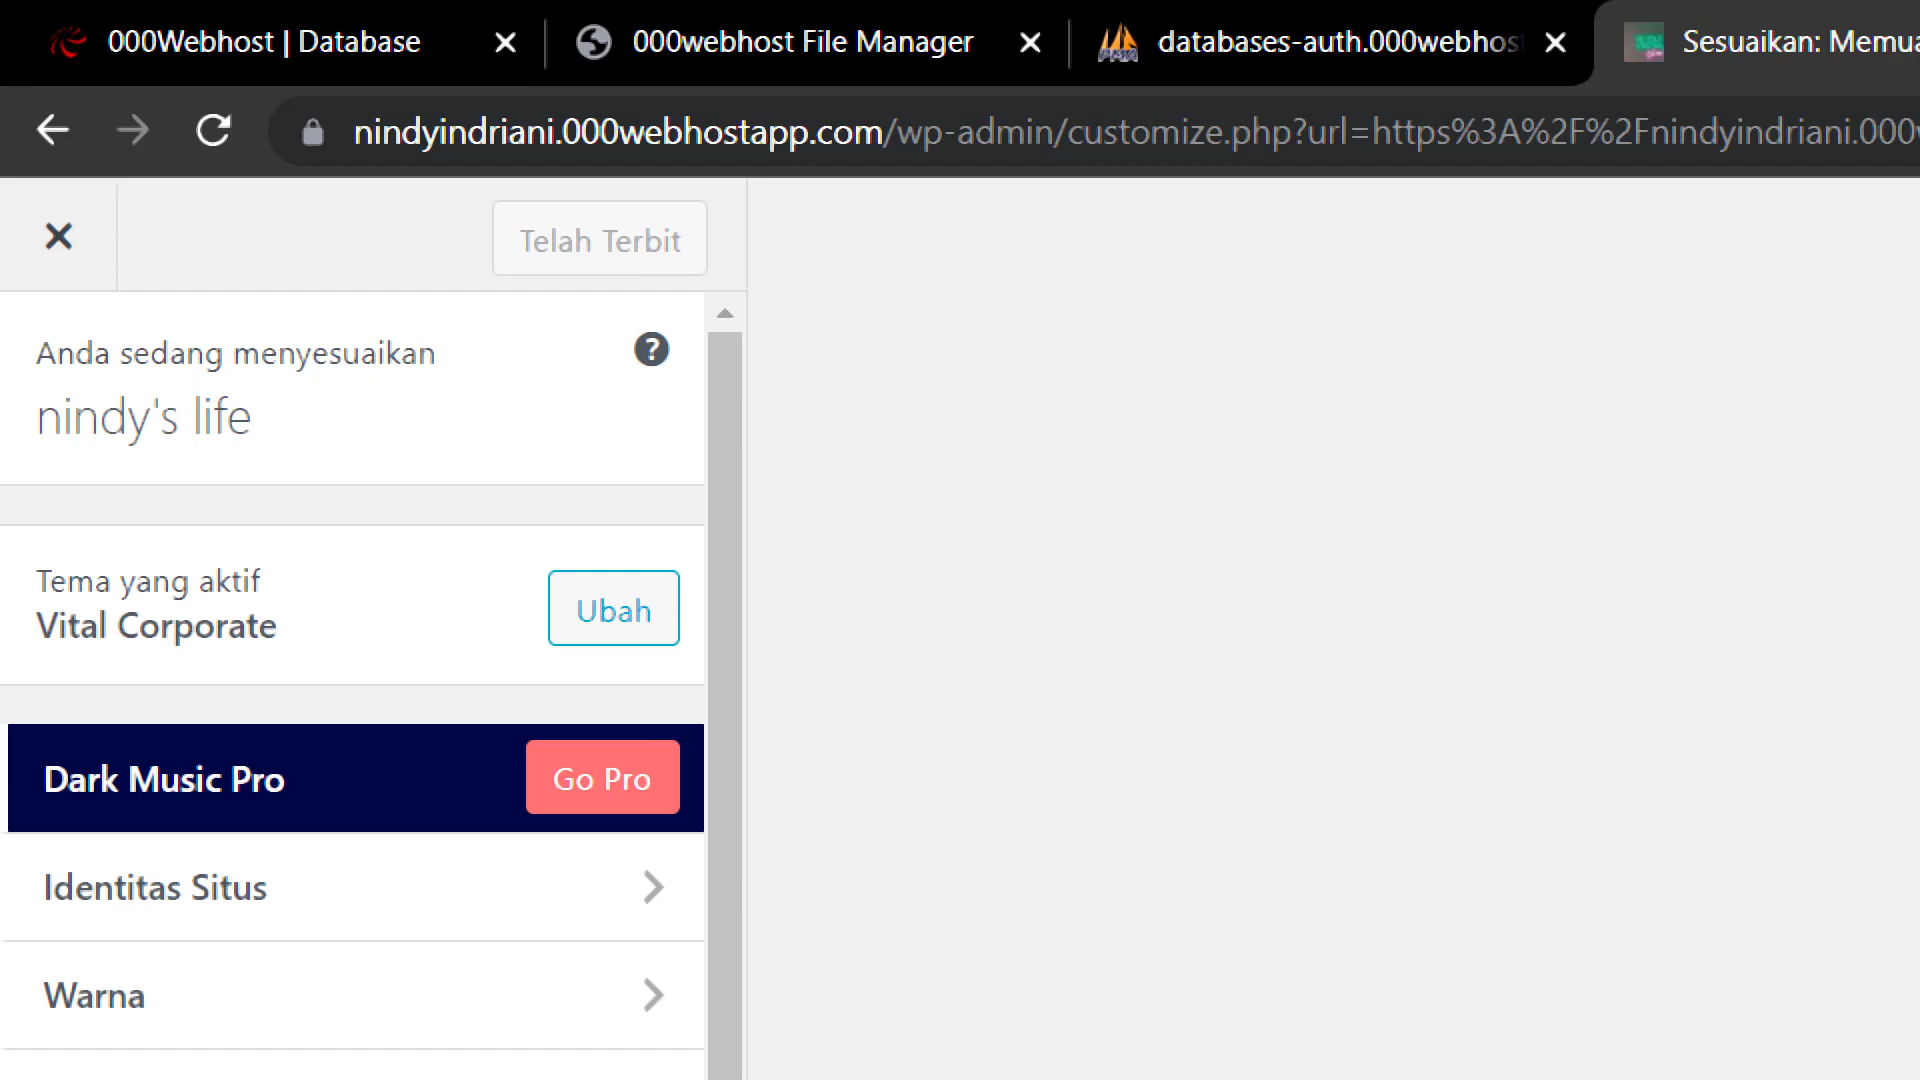 000Webhost | Database
000webhost File Manager
databases-auth.000webhos
Sesuaikan: Memua
nindyindriani.000webhostapp.com/wp-admin/customize.php?url=https%3A%2F%2Fnindyindriani.000
Telah Terbit
Anda sedang menyesuaikan
nindy's life
Tema yang aktif
Vital Corporate
Ubah
Dark Music Pro
Go Pro
Identitas Situs
Warna